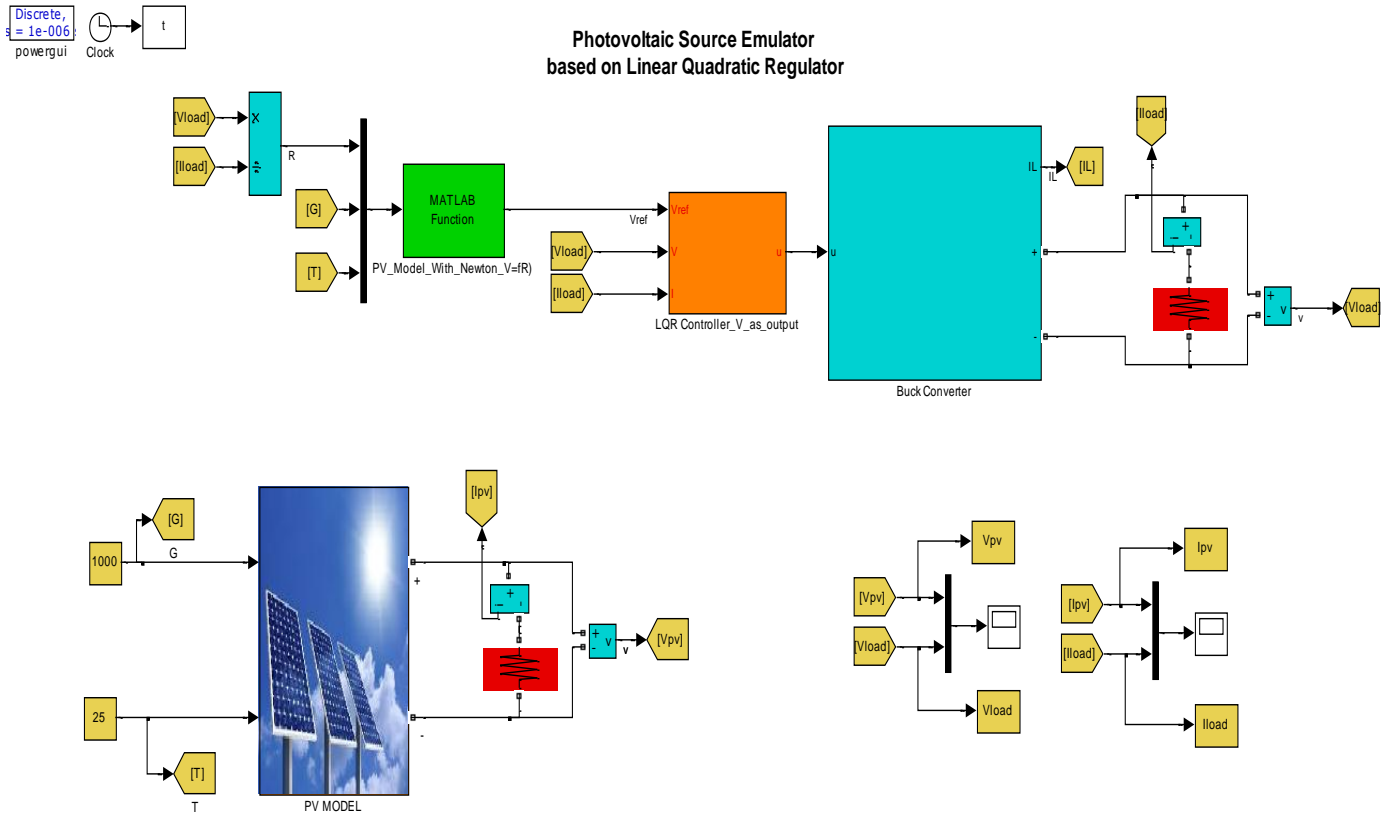 Discrete,
s = 1e-006
powergui
Clock
t
Photovoltaic Source Emulator
based on Linear Quadratic Regulator
[Vload]
[Iload]
×
÷
R
[G]
[T]
MATLAB
Function
PV_Model_With_Newton_V=fR)
Vref
[Vload]
[Iload]
Vref
V
I
u
LQR Controller_V_as_output
u
IL
+
-
Buck Converter
IL
[IL]
[Iload]
+
-
i
+
-
v
v
[Vload]
1000
[G]
G
25
[T]
T
PV MODEL
+
-
[Ipv]
+
-
i
+
-
v
v
[Vpv]
[Vpv]
[Vload]
Vpv
Vload
[Ipv]
[Iload]
Ipv
Iload